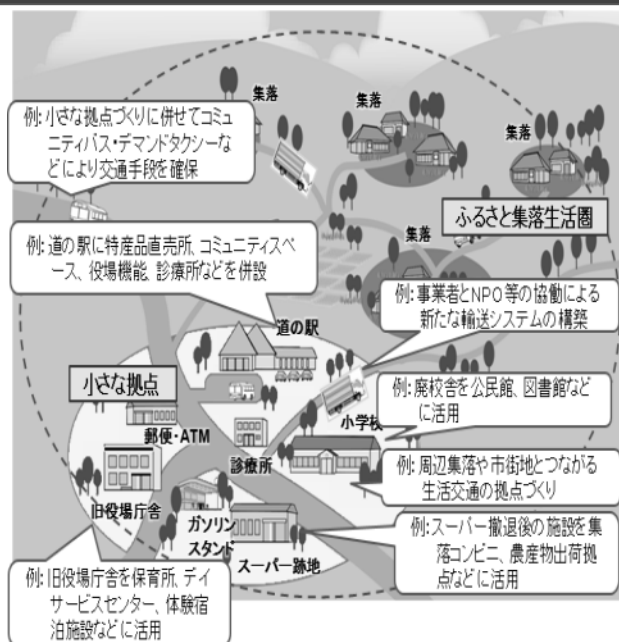 集落
集落
集落
例: 小さな拠点づくりに併せてコミュ
ニティバス・デマンドタクシーな
どにより交通手段を確保
ふるさと集落生活圏
例: 道の駅に特産品直売所、コミュニティスペ
ース、役場機能、診療所などを併設
集落
例: 事業者とNPO等の協働による
新たな輸送システムの構築
道の駅
小さな拠点
例: 廃校舎を公民館、図書館など
に活用
小学校
郵便・ATM
診療所
例: 周辺集落や市街地とつながる
生活交通の拠点づくり
旧役場庁舎
ガソリン
スタンド
スーパー跡地
例: スーパー撤退後の施設を集
落コンビニ、農産物出荷拠
点などに活用
例: 旧役場庁舎を保育所、デイ
サービスセンター、体験宿
泊施設などに活用